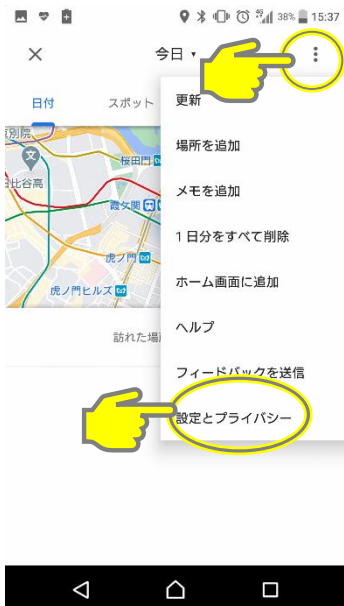 38% 15:37
今日
更新
日付 スポット
場所を追加
メモを追加
1日分をすべて削除
ホーム画面に追加
ヘルプ
フィードバックを送信
設定とプライバシー
桜田門
霞ケ関
虎ノ門
虎ノ門ヒルズ
訪れた場